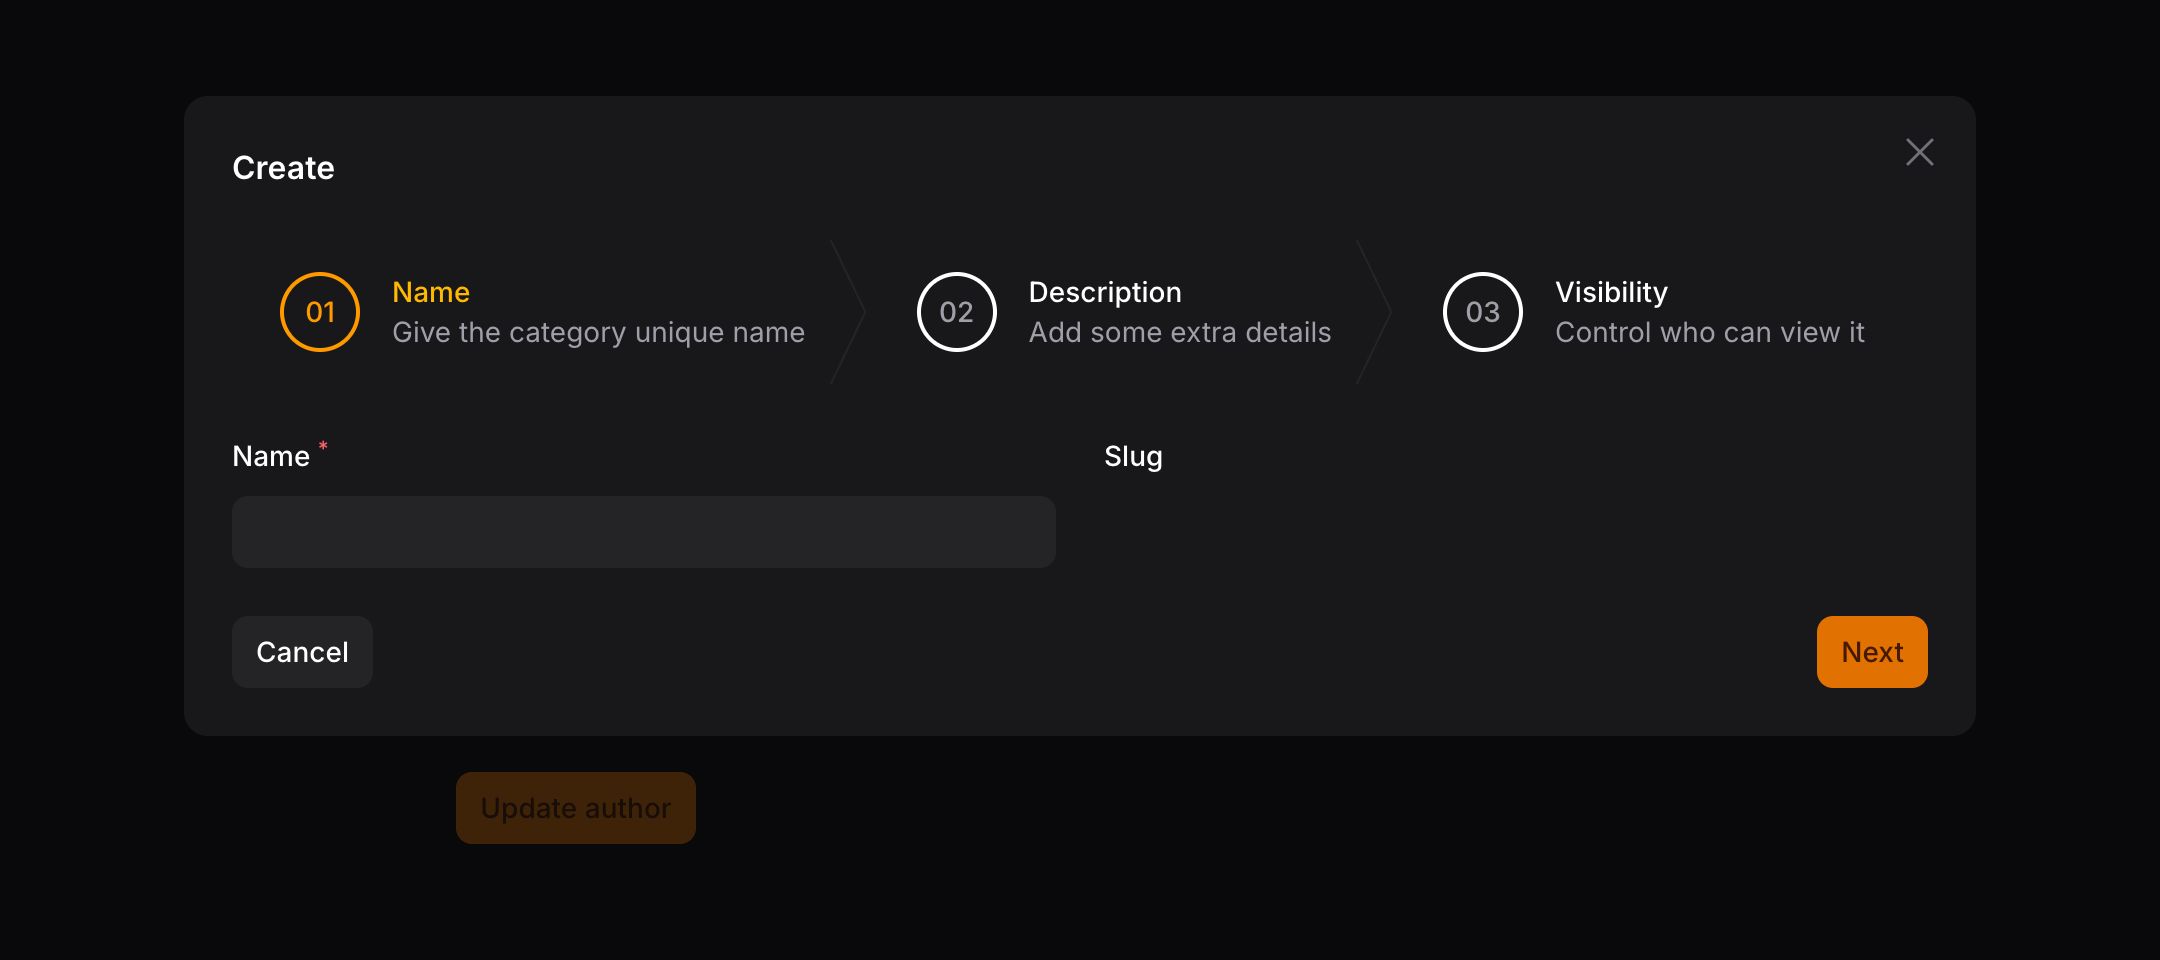 Create
01
Name
Give the category unique name
02
Description
Add some extra details
03
Visibility
Control who can view it
Name *
Slug
Cancel
Next
Update author